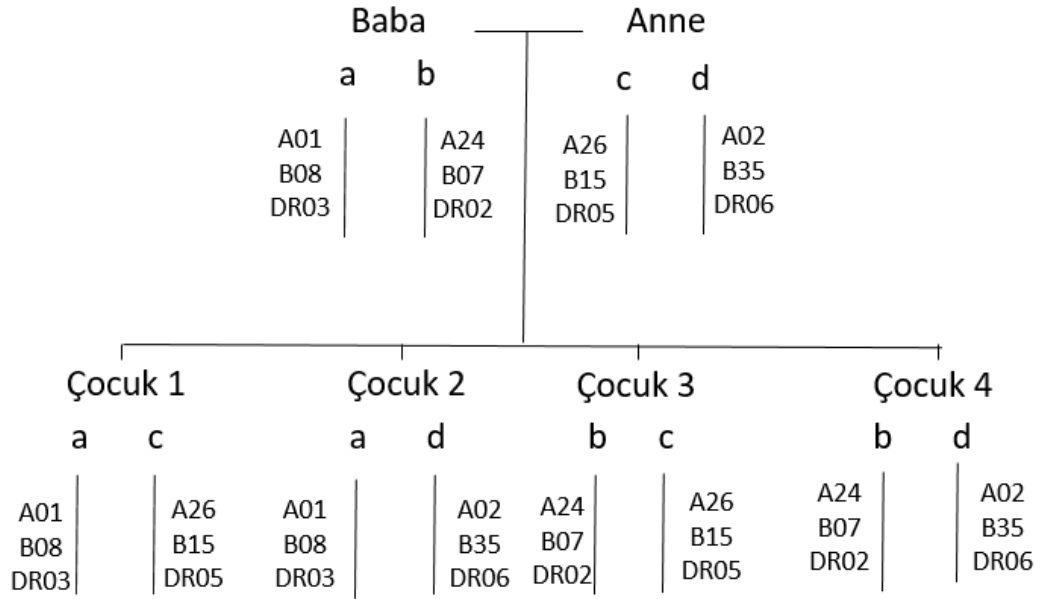 Baba Anne
a b c d
A01 A24 A26 A02
B08 B07 B15 B35
DR03 DR02 DR05 DR06
Çocuk 1 Çocuk 2 Çocuk 3 Çocuk 4
a c a d b c b d
A01 A26 A01 A02 A24 A26 A24 A02
B08 B15 B08 B35 B07 B15 B07 B35
DR03 DR05 DR03 DR06 DR02 DR05 DR02 DR06